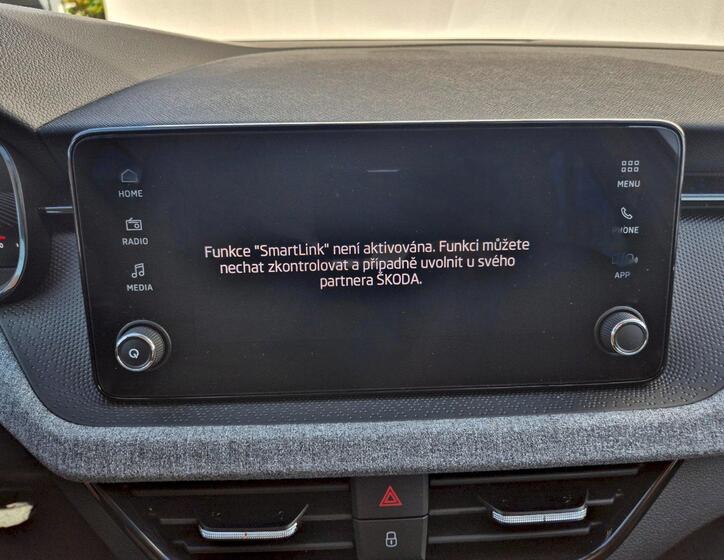 HOME
RADIO
MEDIA
Funkce "SmartLink" není aktivována. Funkci můžete
nechat zkontrolovat a případně uvolnit u svého
partnera ŠKODA.
MENU
PHONE
APP